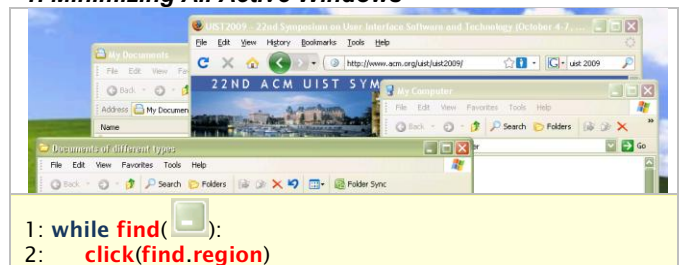 1. Minimizing All Active Windows
UIST2009 - 22nd Symposium on User Interface Software and Technology (October 4-7,
File Edit View History Bookmarks Tools Help
http://www.acm.org/uist/uist2009/
uist 2009
22ND ACM UIST SYM
My Documents
File Edit View Fav
Back
Address My Documen
Name
My Computer
File Edit View Favorites Tools Help
Back Search Folders
Go
Documents of different types
File Edit View Favorites Tools Help
Back Search Folders Folder Sync
1: while find( ):
2: click(find.region)